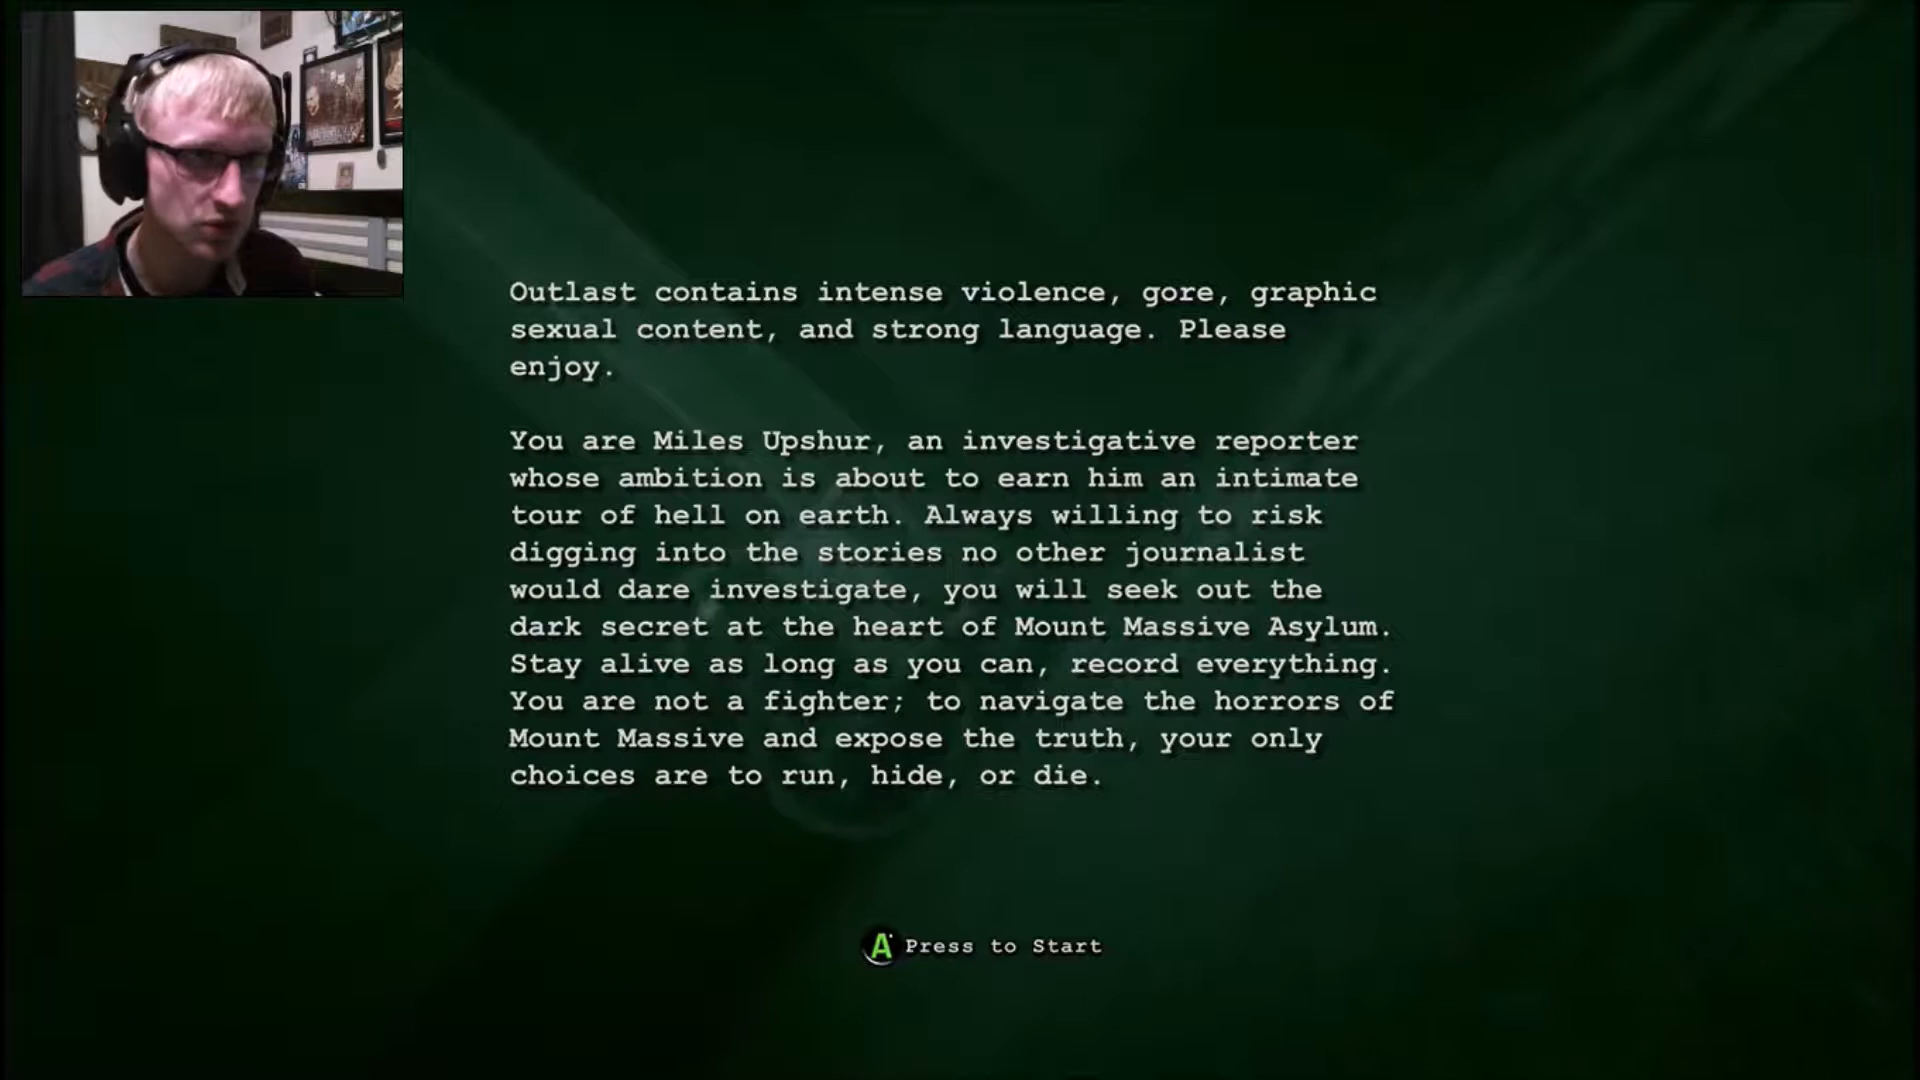 Outlast contains intense violence, gore, graphic
sexual content, and strong language. Please
enjoy.
You are Miles Upshur, an investigative reporter
whose ambition is about to earn him an intimate
tour of hell on earth. Always willing to risk
digging into the stories no other journalist
would dare investigate, you will seek out the
dark secret at the heart of Mount Massive Asylum.
Stay alive as long as you can, record everything.
You are not a fighter; to navigate the horrors of
Mount Massive and expose the truth, your only
choices are to run, hide, or die.
A Press to Start